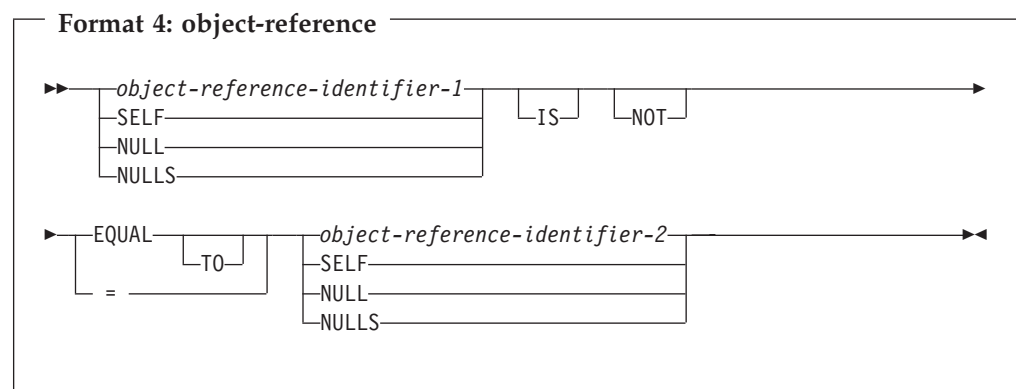 Format 4: object-reference
object-reference-identifier-1
SELF
NULL
NULLS
IS
NOT
EQUAL
TO
=
object-reference-identifier-2
SELF
NULL
NULLS